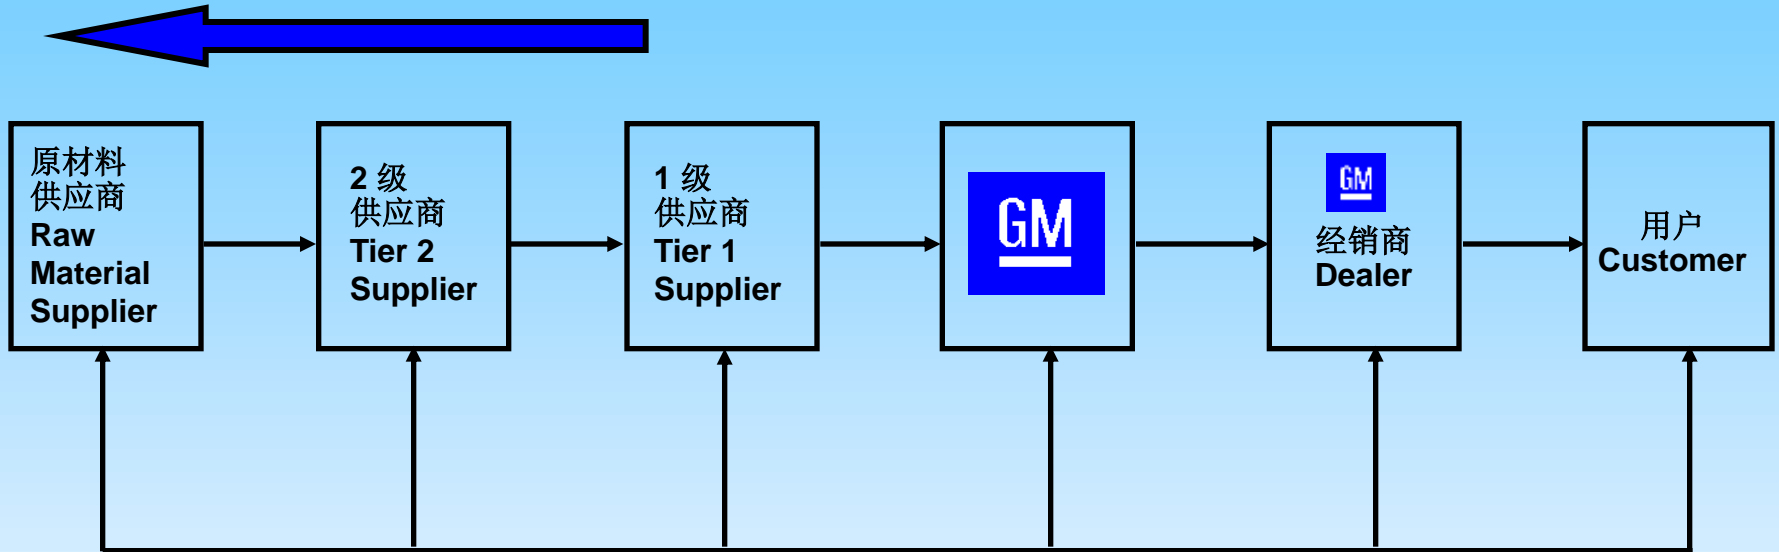 原材料
供应商
Raw
Material
Supplier
2 级
供应商
Tier 2
Supplier
1 级
供应商
Tier 1
Supplier
GM
GM
经销商
Dealer
用户
Customer